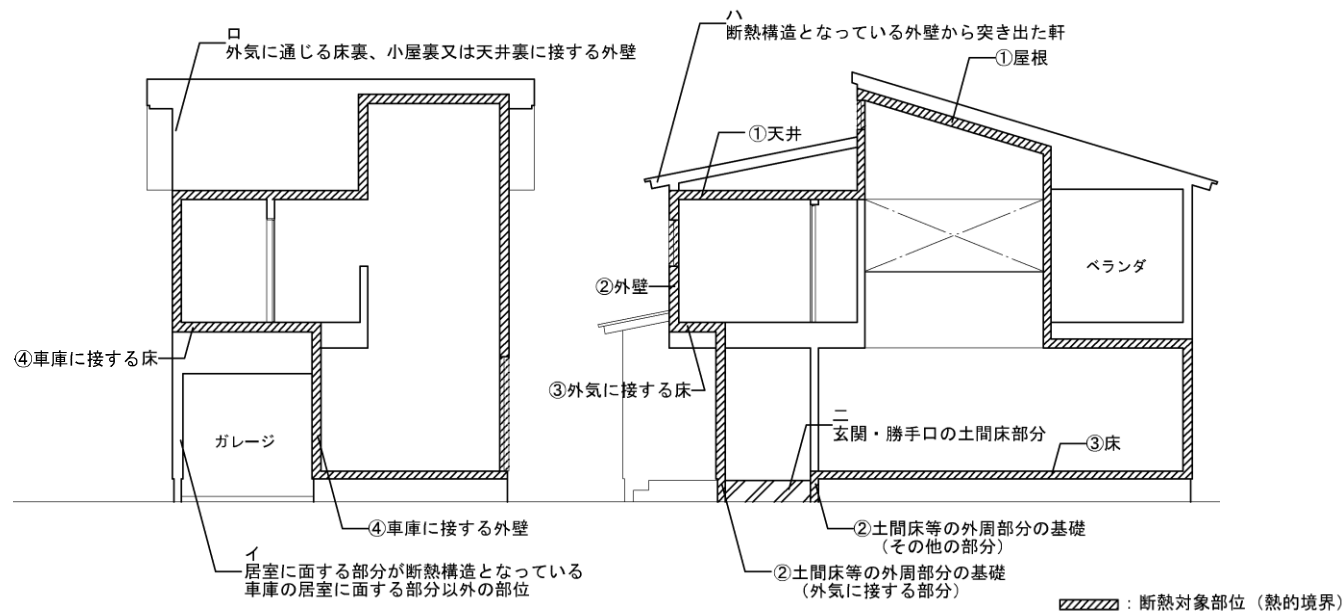 ロ
外気に通じる床裏、小屋裏又は天井裏に接する外壁
ハ
断熱構造となっている外壁から突き出た軒
①屋根
①天井
②外壁
ベランダ
④車庫に接する床
③外気に接する床
ガレージ
ニ
玄関・勝手口の土間床部分
③床
④車庫に接する外壁
②土間床等の外周部分の基礎
(その他の部分)
イ
居室に面する部分が断熱構造となっている
車庫の居室に面する部分以外の部位
②土間床等の外周部分の基礎
(外気に接する部分)
:断熱対象部位(熱的境界)